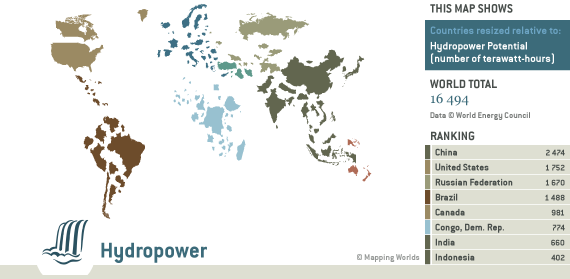 THIS MAP SHOWS
Countries resized relative to:
Hydropower Potential
(number of terawatt-hours)
WORLD TOTAL
16 494
Data © World Energy Council
RANKING
China 2 474
United States 1 752
Russian Federation 1 670
Brazil 1 488
Canada 981
Congo, Dem. Rep. 774
India 660
Indonesia 402
Hydropower
© Mapping Worlds